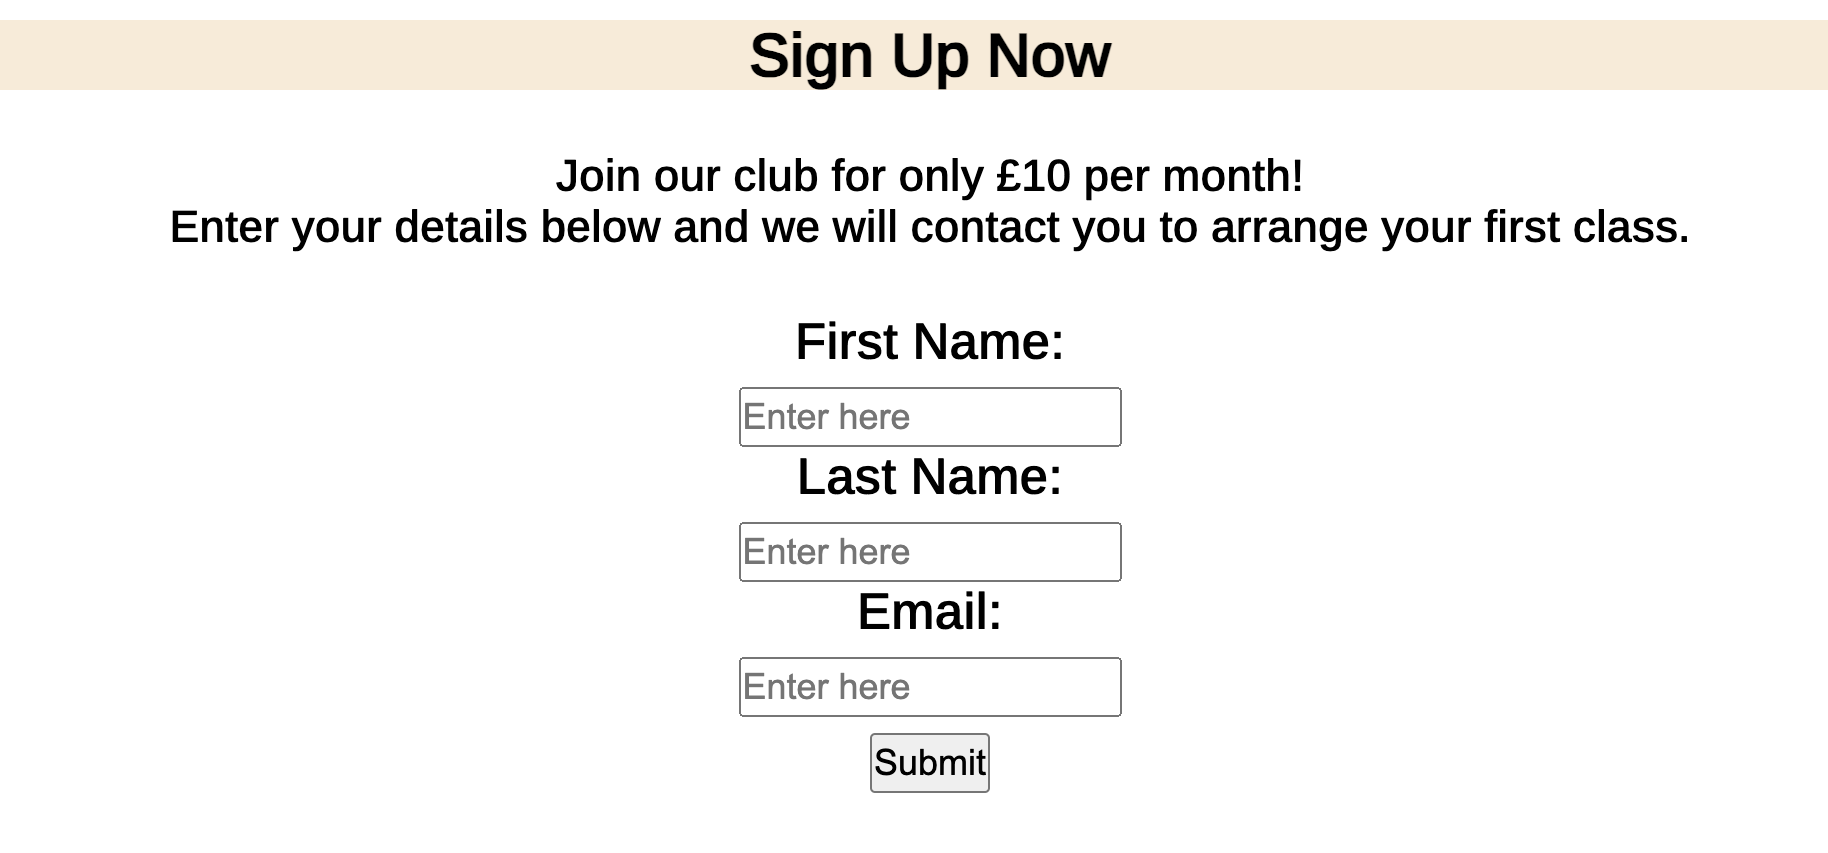 Sign Up Now
Join our club for only £10 per month!
Enter your details below and we will contact you to arrange your first class.
First Name:
Enter here
Last Name:
Enter here
Email:
Enter here
Submit